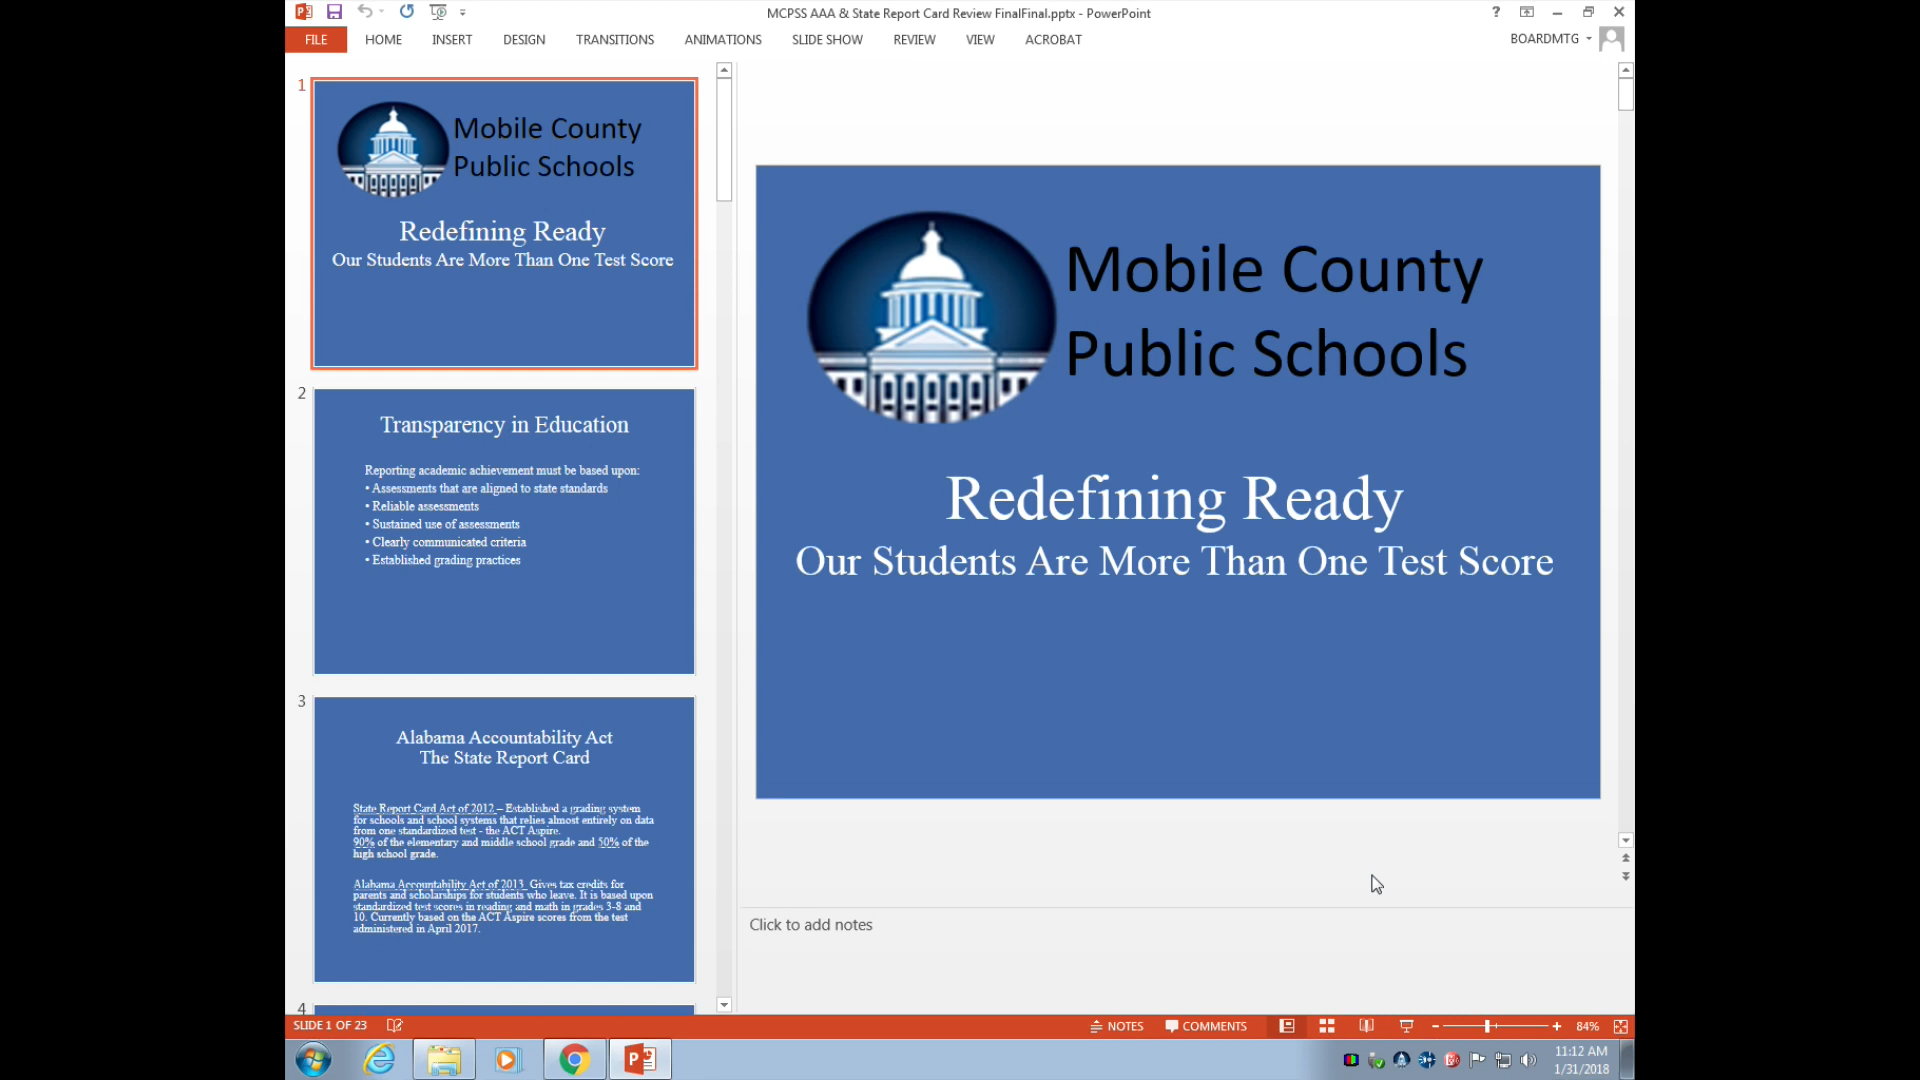 MCPSS AAA & State Report Card Review FinalFinal.pptx - PowerPoint
?
FILE
HOME
INSERT
DESIGN
TRANSITIONS
ANIMATIONS
SLIDE SHOW
REVIEW
VIEW
ACROBAT
BOARDMTG
1
Mobile County
Public Schools
Redefining Ready
Our Students Are More Than One Test Score
2
Transparency in Education
Reporting academic achievement must be based upon:
• Assessments that are aligned to state standards
• Reliable assessments
• Sustained use of assessments
• Clearly communicated criteria
• Established grading practices
3
Alabama Accountability Act
The State Report Card
State Report Card Act of 2012 – Established a grading system
for schools and school systems that relies almost entirely on data
from one standardized test - the ACT Aspire.
90% of the elementary and middle school grade and 50% of the
high school grade.
Alabama Accountability Act of 2013 Gives tax credits for
parents and scholarships for students who leave. It is based upon
standardized test scores in reading and math in grades 3-8 and
10. Currently based on the ACT Aspire scores from the test
administered in April 2017.
4
Mobile County
Public Schools
Redefining Ready
Our Students Are More Than One Test Score
Click to add notes
SLIDE 1 OF 23
NOTES
COMMENTS
84%
11:12 AM
1/31/2018